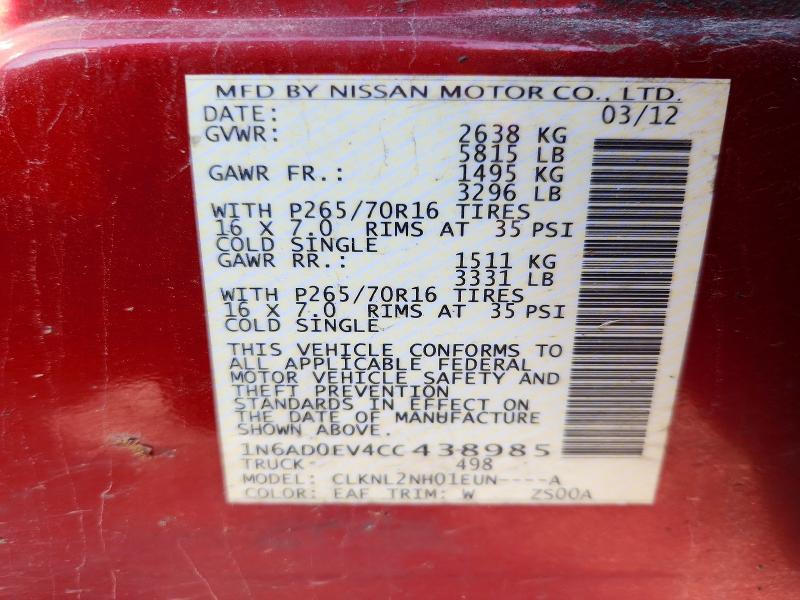 MFD BY NISSAN MOTOR CO., LTD.
DATE: 03/12
GVWR: 2638 KG
5815 LB
GAWR FR.: 1495 KG
3296 LB
WITH P265/70R16 TIRES
16 X 7.0 RIMS AT 35 PSI
COLD SINGLE
GAWR RR.: 1511 KG
3331 LB
WITH P265/70R16 TIRES
16 X 7.0 RIMS AT 35 PSI
COLD SINGLE
THIS VEHICLE CONFORMS TO
ALL APPLICABLE FEDERAL
MOTOR VEHICLE SAFETY AND
THEFT PREVENTION
STANDARDS IN EFFECT ON
THE DATE OF MANUFACTURE
SHOWN ABOVE.
1N6AD0EV4CC438985
TRUCK 498
MODEL: CLKNL2NH01EUN----A
COLOR: EAF TRIM: W ZS00A